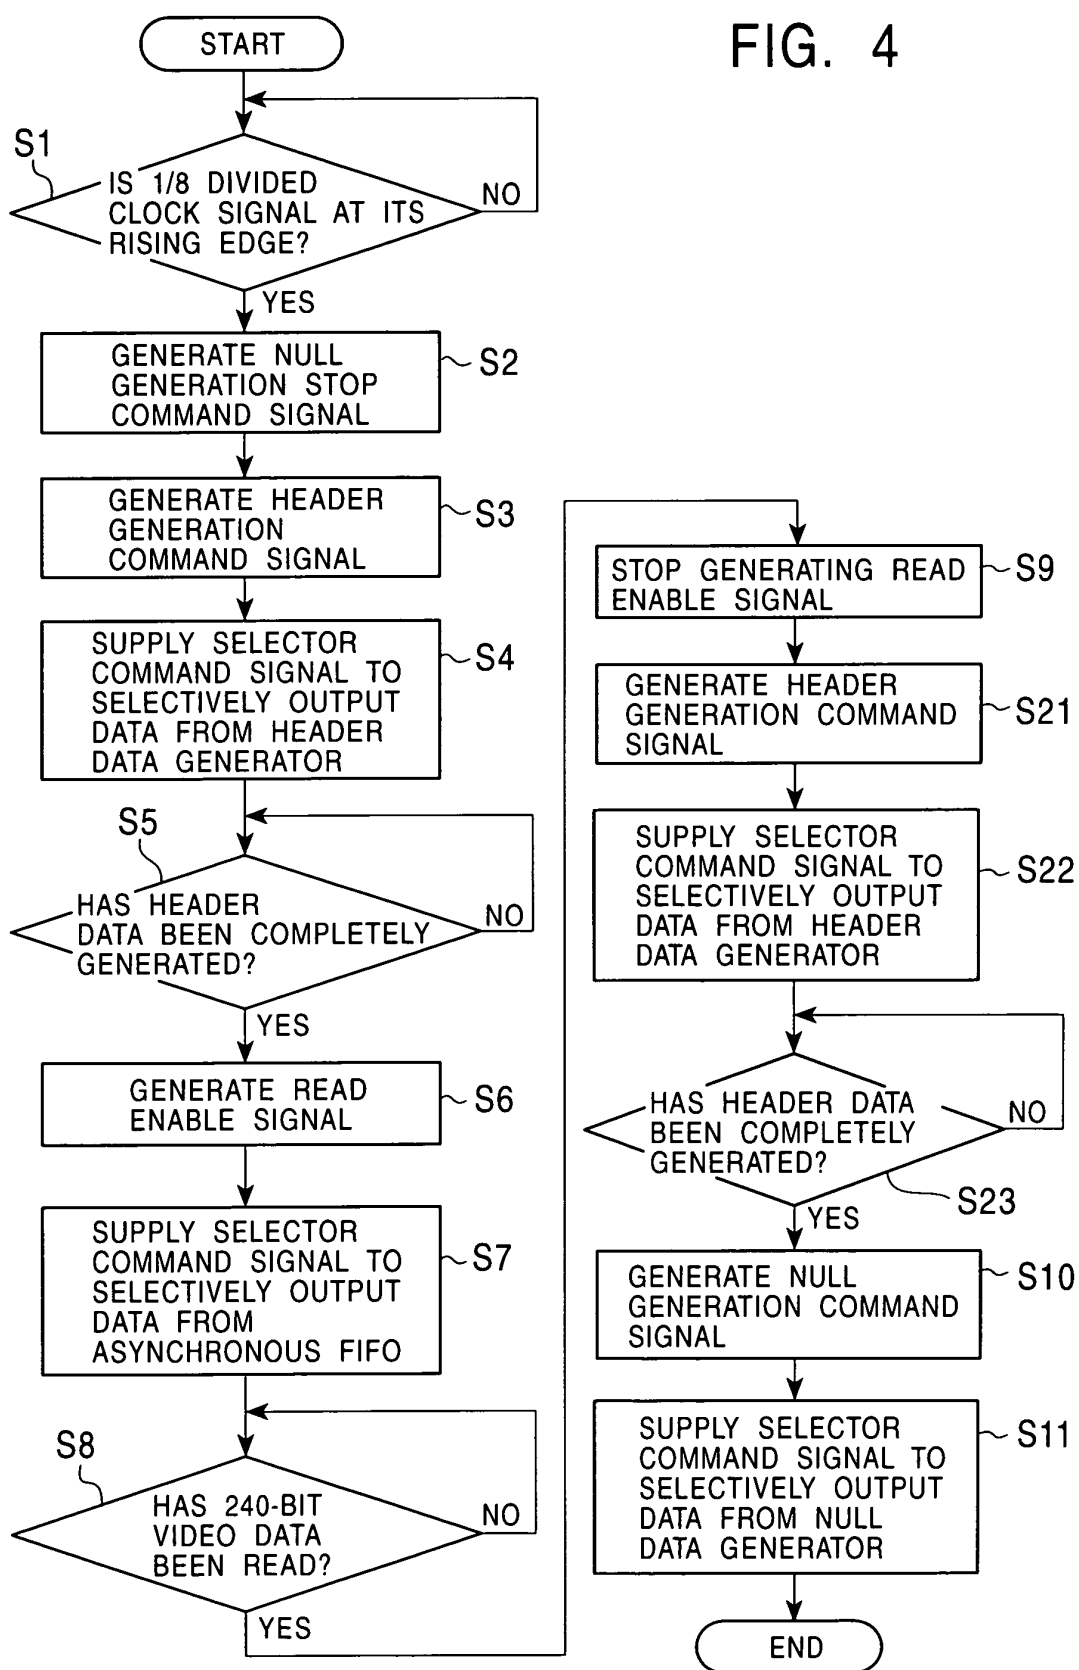 FIG. 4
START
S1
IS 1/8 DIVIDED
CLOCK SIGNAL AT ITS
RISING EDGE?
NO
YES
GENERATE NULL
GENERATION STOP
COMMAND SIGNAL
S2
GENERATE HEADER
GENERATION
COMMAND SIGNAL
S3
SUPPLY SELECTOR
COMMAND SIGNAL TO
SELECTIVELY OUTPUT
DATA FROM HEADER
DATA GENERATOR
S4
S5
HAS HEADER
DATA BEEN COMPLETELY
GENERATED?
NO
YES
GENERATE READ
ENABLE SIGNAL
S6
SUPPLY SELECTOR
COMMAND SIGNAL TO
SELECTIVELY OUTPUT
DATA FROM
ASYNCHRONOUS FIFO
S7
S8
HAS 240-BIT
VIDEO DATA
BEEN READ?
NO
YES
STOP GENERATING READ
ENABLE SIGNAL
S9
GENERATE HEADER
GENERATION COMMAND
SIGNAL
S21
SUPPLY SELECTOR
COMMAND SIGNAL TO
SELECTIVELY OUTPUT
DATA FROM HEADER
DATA GENERATOR
S22
HAS HEADER DATA
BEEN COMPLETELY
GENERATED?
NO
S23
YES
GENERATE NULL
GENERATION COMMAND
SIGNAL
S10
SUPPLY SELECTOR
COMMAND SIGNAL TO
SELECTIVELY OUTPUT
DATA FROM NULL
DATA GENERATOR
S11
END